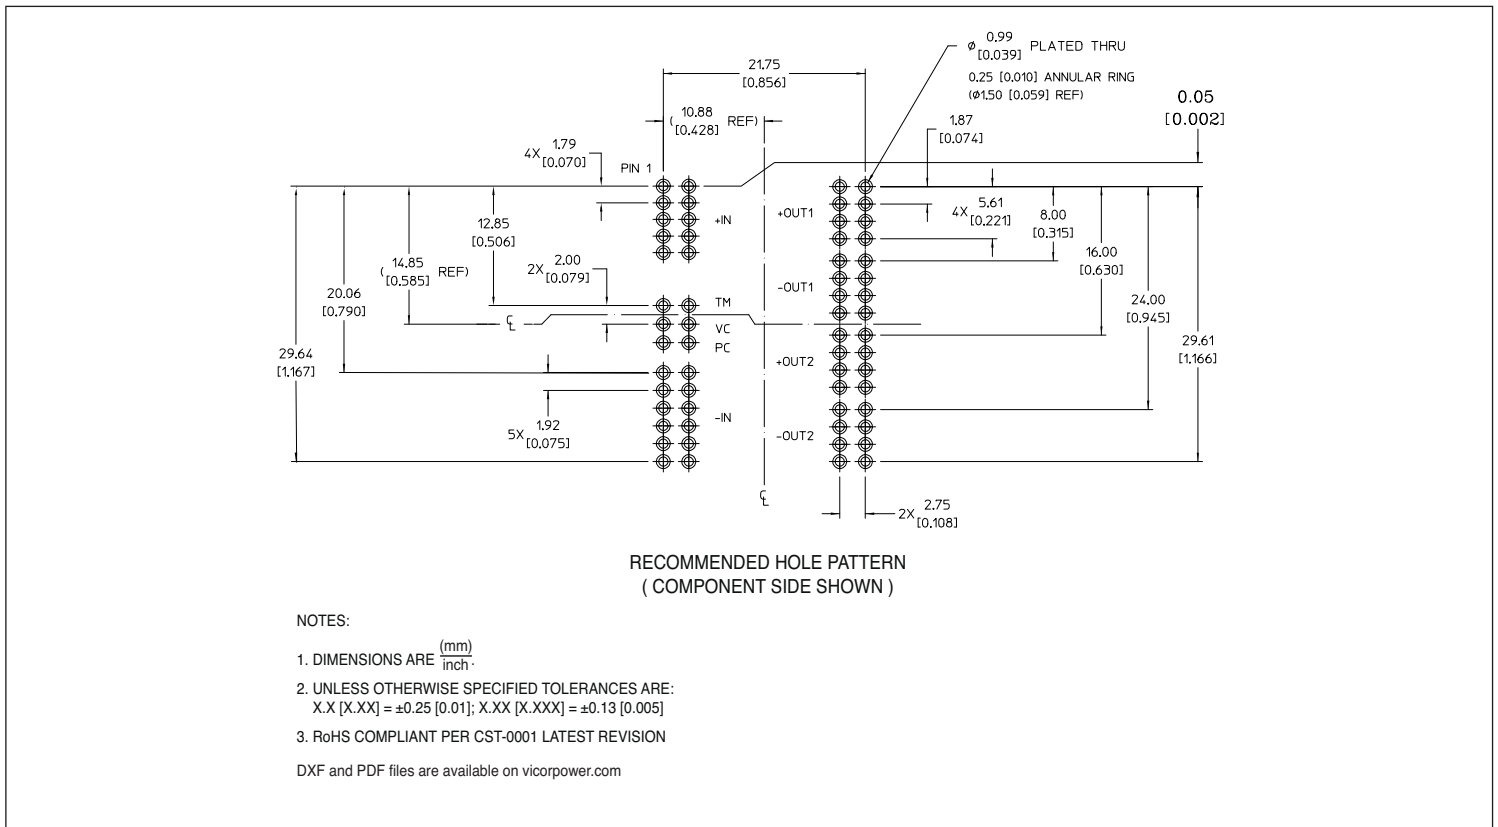 0.99
Ø [0.039] PLATED THRU
0.25 [0.010] ANNULAR RING
(Ø1.50 [0.059] REF)
21.75
[0.856]
0.05
[0.002]
10.88
( [0.428] REF)
1.87
[0.074]
1.79
4X [0.070]
PIN 1
+IN
+OUT1
5.61
4X [0.221]
8.00
[0.315]
12.85
[0.506]
16.00
[0.630]
14.85
( [0.585] REF)
2.00
2X [0.079]
-OUT1
20.06
[0.790]
TM
24.00
[0.945]
℄
VC
PC
29.64
[1.167]
+OUT2
29.61
[1.166]
1.92
5X [0.075]
-IN
-OUT2
℄
2.75
2X [0.108]
RECOMMENDED HOLE PATTERN
( COMPONENT SIDE SHOWN )
NOTES:
(mm)
1. DIMENSIONS ARE inch.
2. UNLESS OTHERWISE SPECIFIED TOLERANCES ARE:
X.X [X.XX] = ±0.25 [0.01]; X.XX [X.XXX] = ±0.13 [0.005]
3. RoHS COMPLIANT PER CST-0001 LATEST REVISION
DXF and PDF files are available on vicorpower.com